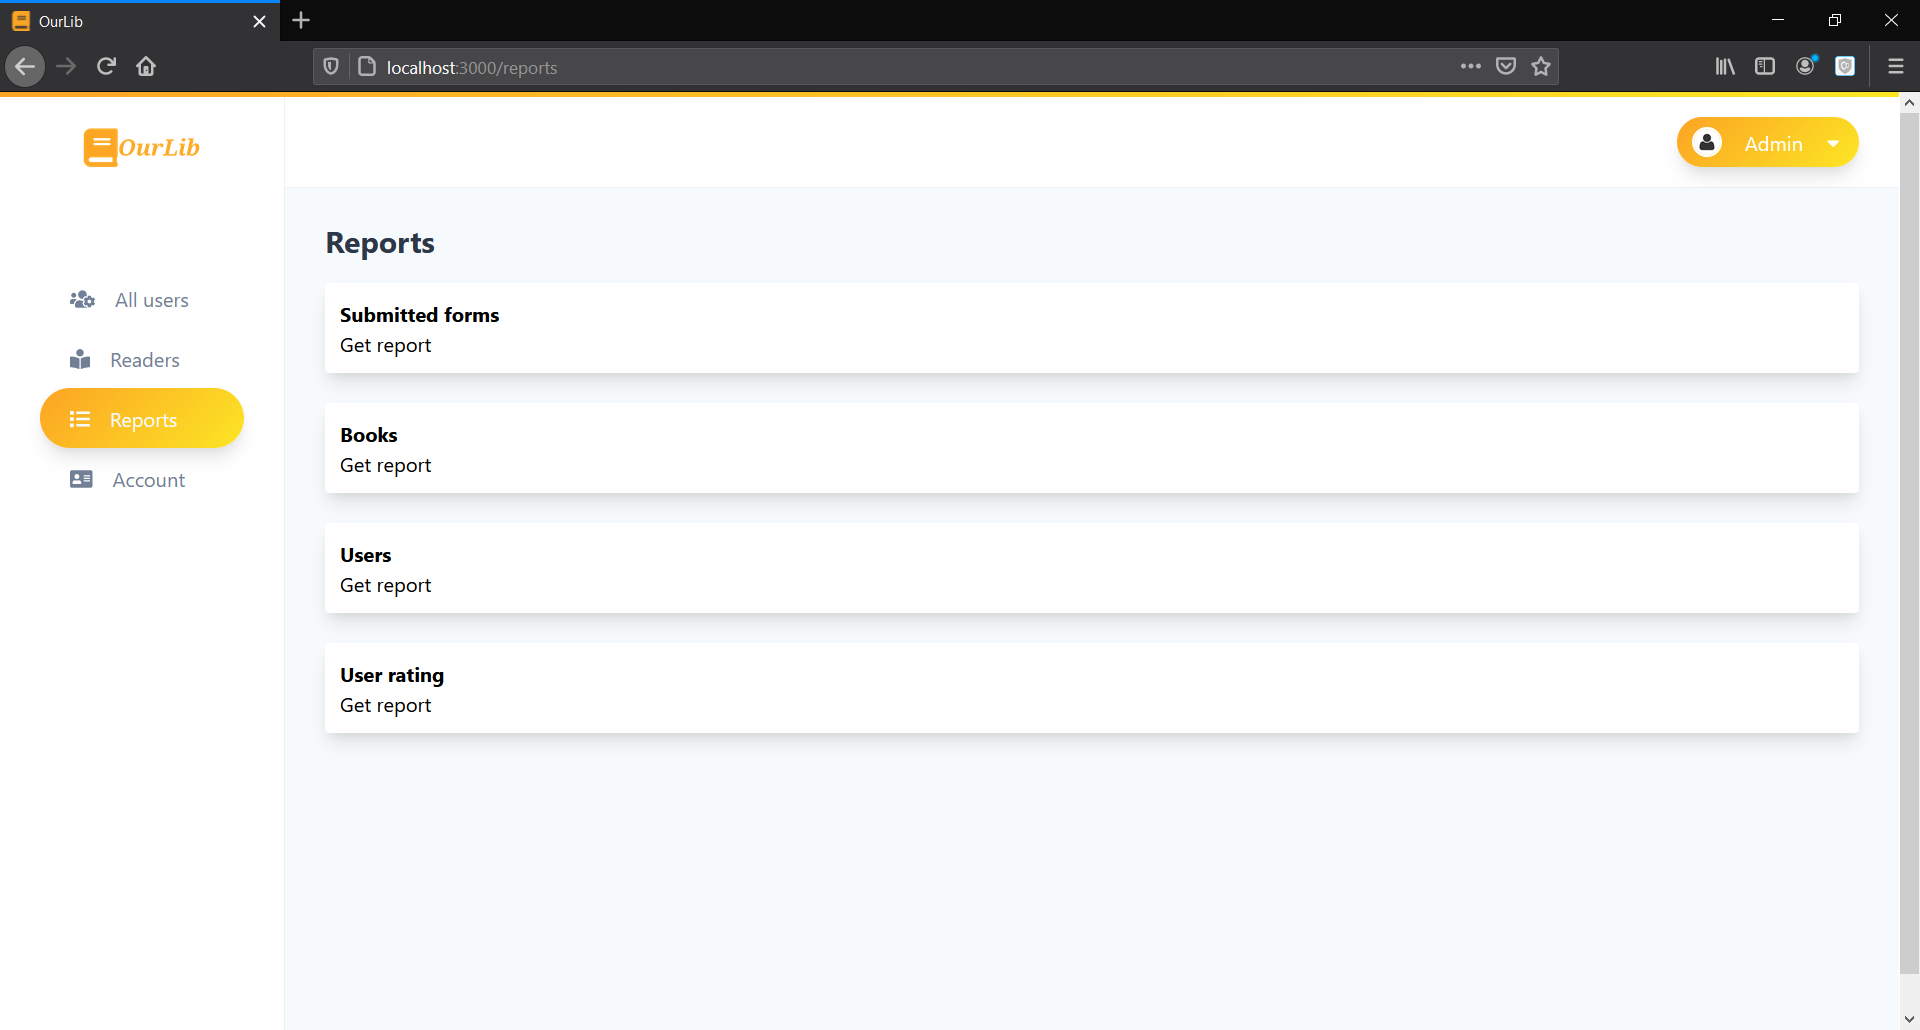 OurLib
localhost:3000/reports
OurLib
Admin
All users
Readers
Reports
Account
Reports
Submitted forms
Get report
Books
Get report
Users
Get report
User rating
Get report